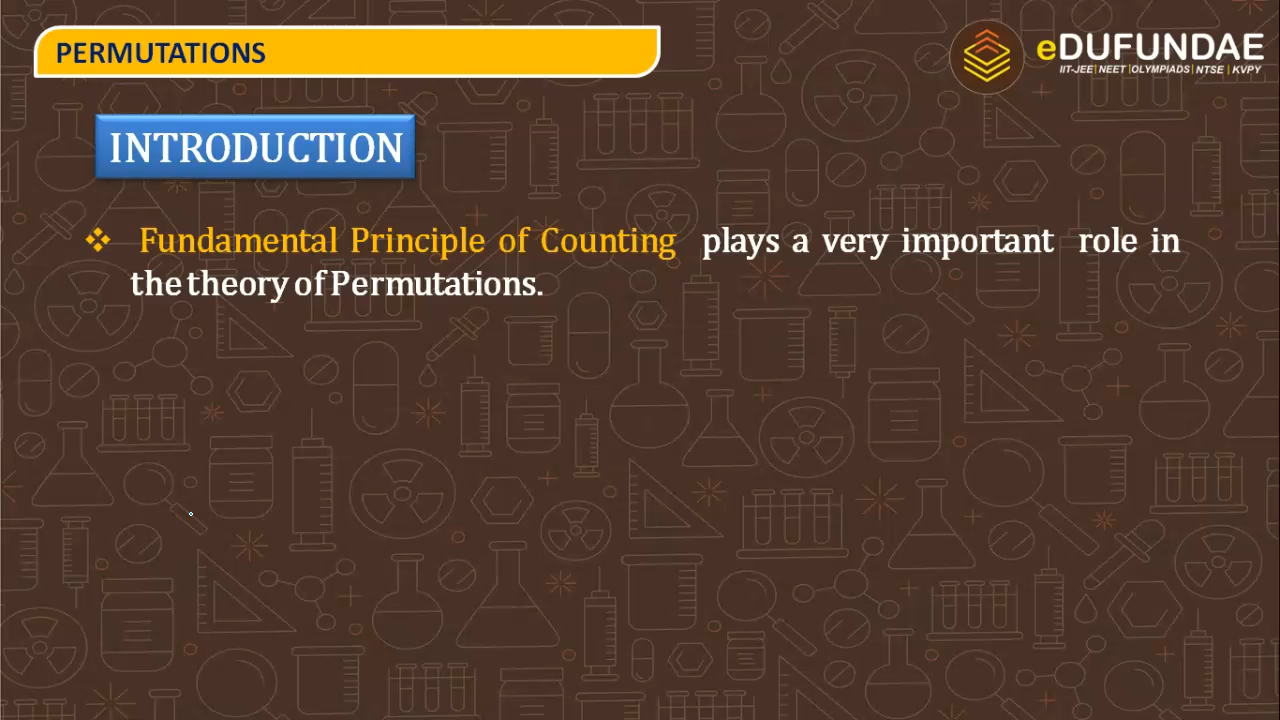 PERMUTATIONS
eDUFUNDAE
IIT-JEE| NEET |OLYMPIADS| NTSE | KVPY
INTRODUCTION
❖ Fundamental Principle of Counting plays a very important role in
the theory of Permutations.